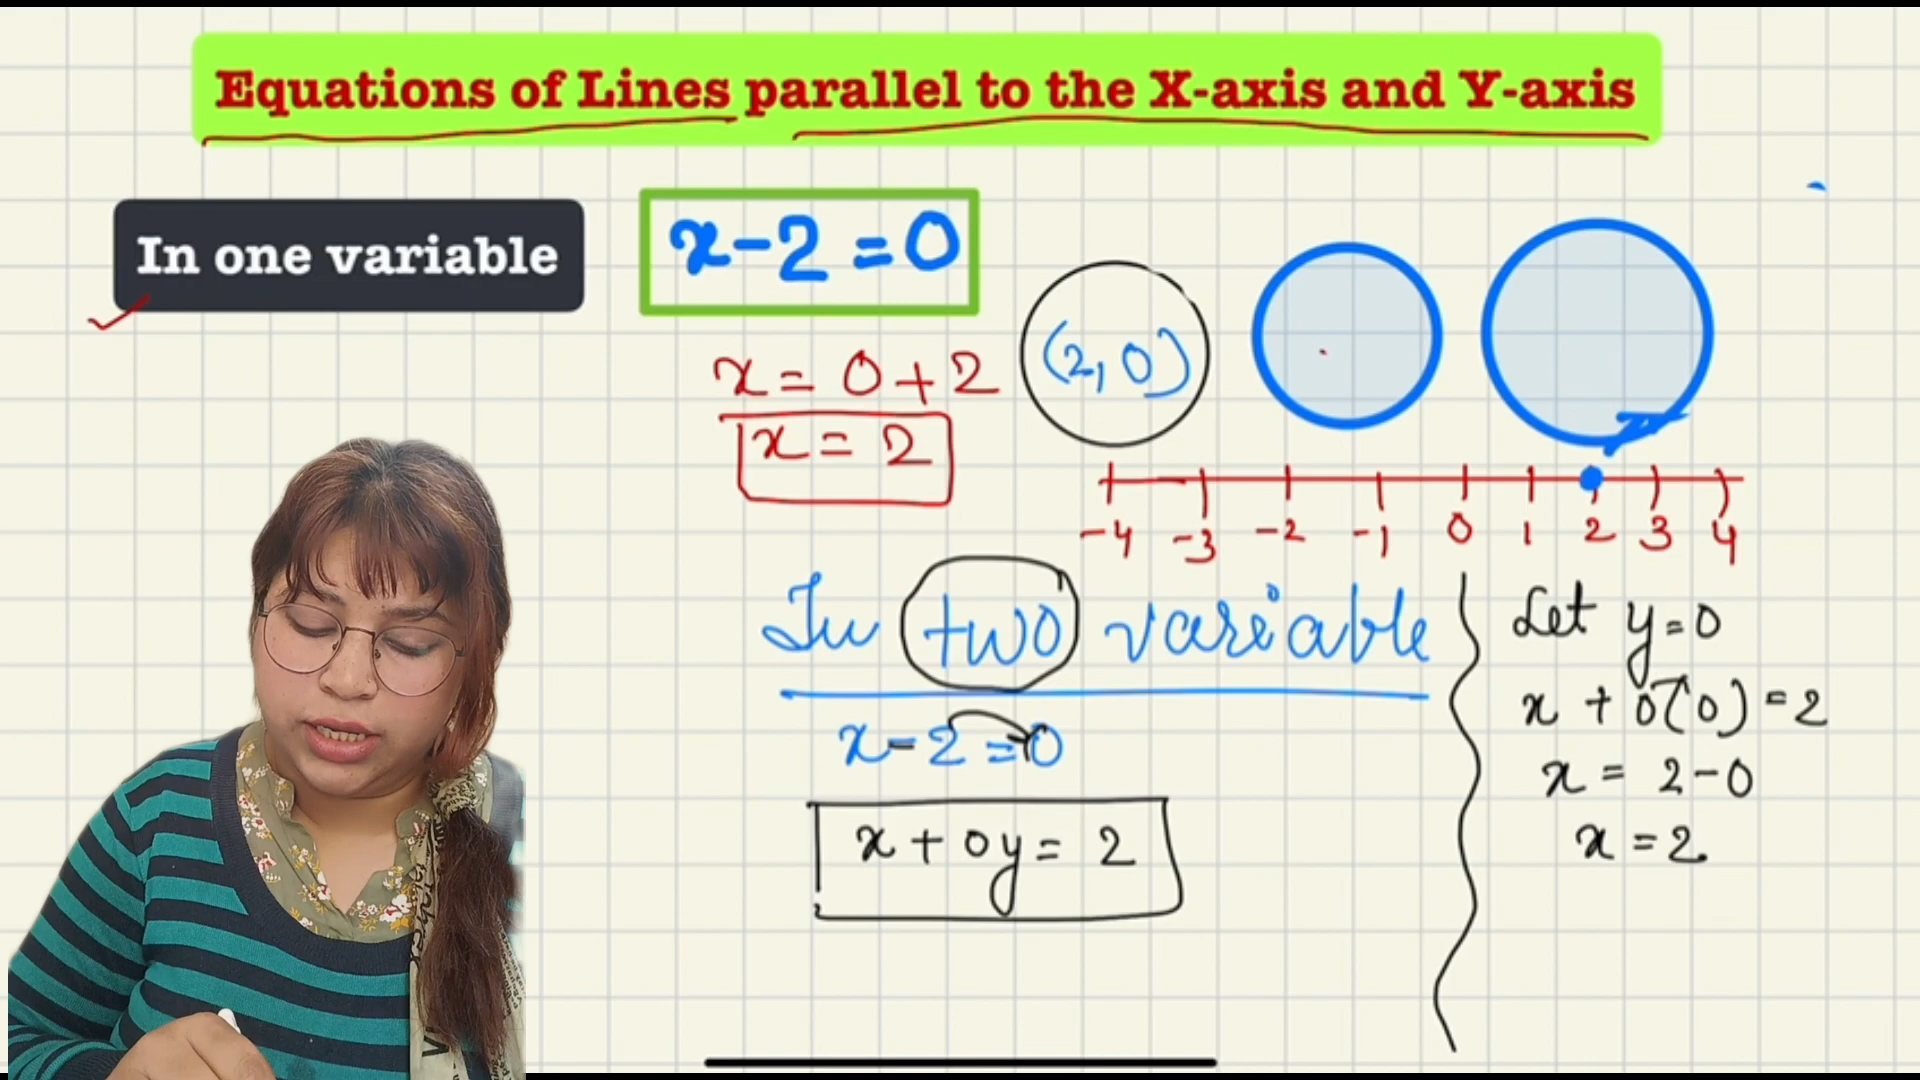 Equations of Lines parallel to the X-axis and Y-axis
In one variable
x-2=0
x=0+2
x=2
(2,0)
-4 -3 -2 -1 0 1 2 3 4
In two variable
x-2=0
x+0y=2
Let y=0
x+0(0)=2
x=2-0
x=2